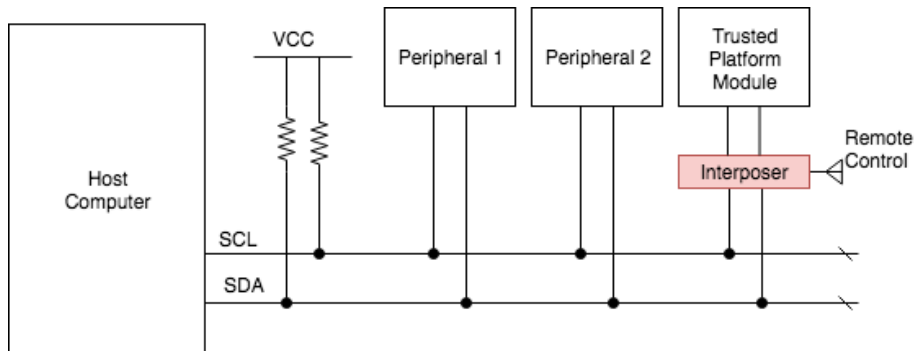 VCC
Peripheral 1
Peripheral 2
Trusted
Platform
Module
Remote
Control
Interposer
Host
Computer
SCL
SDA